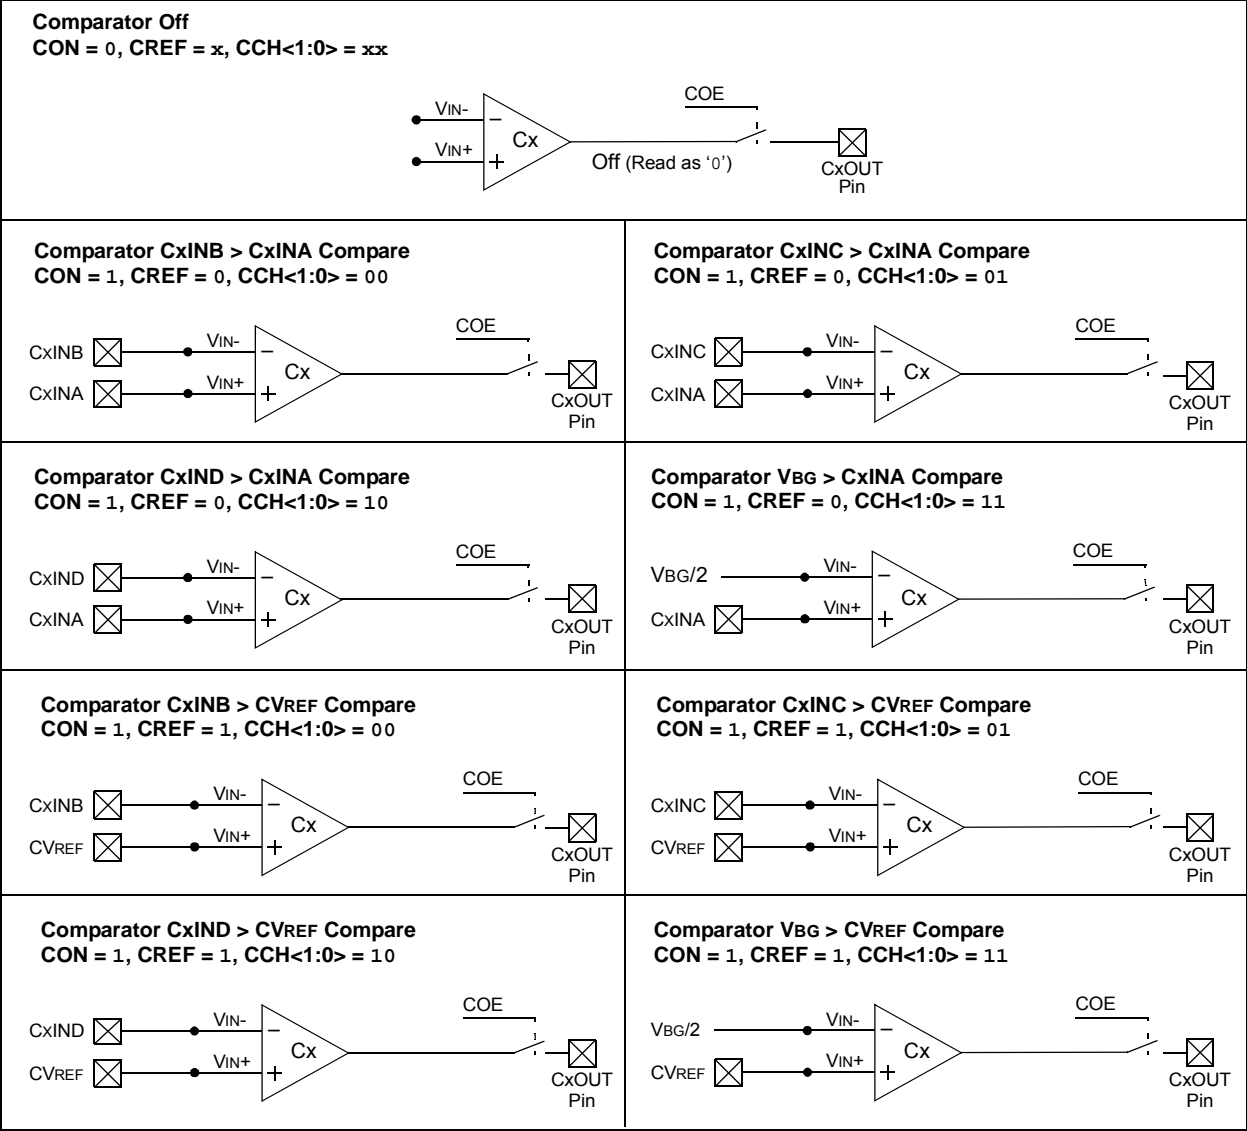 Comparator Off
CON = 0, CREF = x, CCH<1:0> = xx
COE
VIN-
VIN+
–
+
Cx
Off (Read as ‘0’)
CxOUT
Pin
Comparator CxINB > CxINA Compare
CON = 1, CREF = 0, CCH<1:0> = 00
COE
CxINB
VIN-
CxINA
VIN+
–
+
Cx
CxOUT
Pin
Comparator CxINC > CxINA Compare
CON = 1, CREF = 0, CCH<1:0> = 01
COE
CxINC
VIN-
CxINA
VIN+
–
+
Cx
CxOUT
Pin
Comparator CxIND > CxINA Compare
CON = 1, CREF = 0, CCH<1:0> = 10
COE
CxIND
VIN-
CxINA
VIN+
–
+
Cx
CxOUT
Pin
Comparator VBG > CxINA Compare
CON = 1, CREF = 0, CCH<1:0> = 11
COE
VBG/2
VIN-
CxINA
VIN+
–
+
Cx
CxOUT
Pin
Comparator CxINB > CVREF Compare
CON = 1, CREF = 1, CCH<1:0> = 00
COE
CxINB
VIN-
CVREF
VIN+
–
+
Cx
CxOUT
Pin
Comparator CxINC > CVREF Compare
CON = 1, CREF = 1, CCH<1:0> = 01
COE
CxINC
VIN-
CVREF
VIN+
–
+
Cx
CxOUT
Pin
Comparator CxIND > CVREF Compare
CON = 1, CREF = 1, CCH<1:0> = 10
COE
CxIND
VIN-
CVREF
VIN+
–
+
Cx
CxOUT
Pin
Comparator VBG > CVREF Compare
CON = 1, CREF = 1, CCH<1:0> = 11
COE
VBG/2
VIN-
CVREF
VIN+
–
+
Cx
CxOUT
Pin